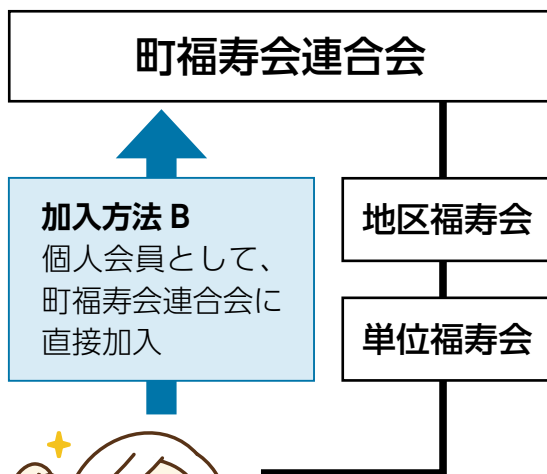 町福寿会連合会
加入方法 B
個人会員として、
町福寿会連合会に
直接加入
地区福寿会
単位福寿会